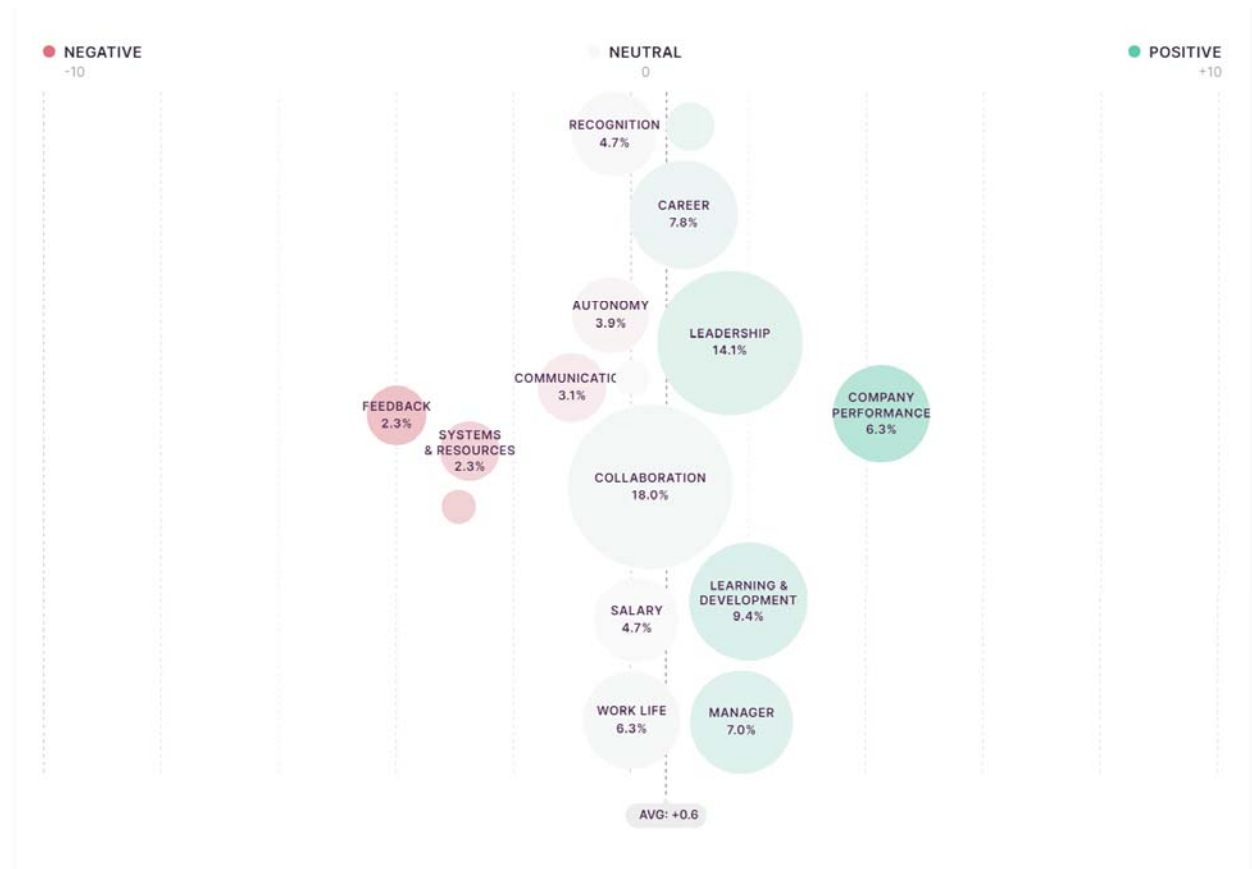 NEGATIVE
-10
NEUTRAL
0
POSITIVE
+10
RECOGNITION
4.7%
CAREER
7.8%
AUTONOMY
3.9%
LEADERSHIP
14.1%
COMMUNICATIC
3.1%
COMPANY
PERFORMANCE
6.3%
FEEDBACK
2.3%
SYSTEMS
& RESOURCES
2.3%
COLLABORATION
18.0%
LEARNING &
DEVELOPMENT
9.4%
SALARY
4.7%
WORK LIFE
6.3%
MANAGER
7.0%
AVG: +0.6